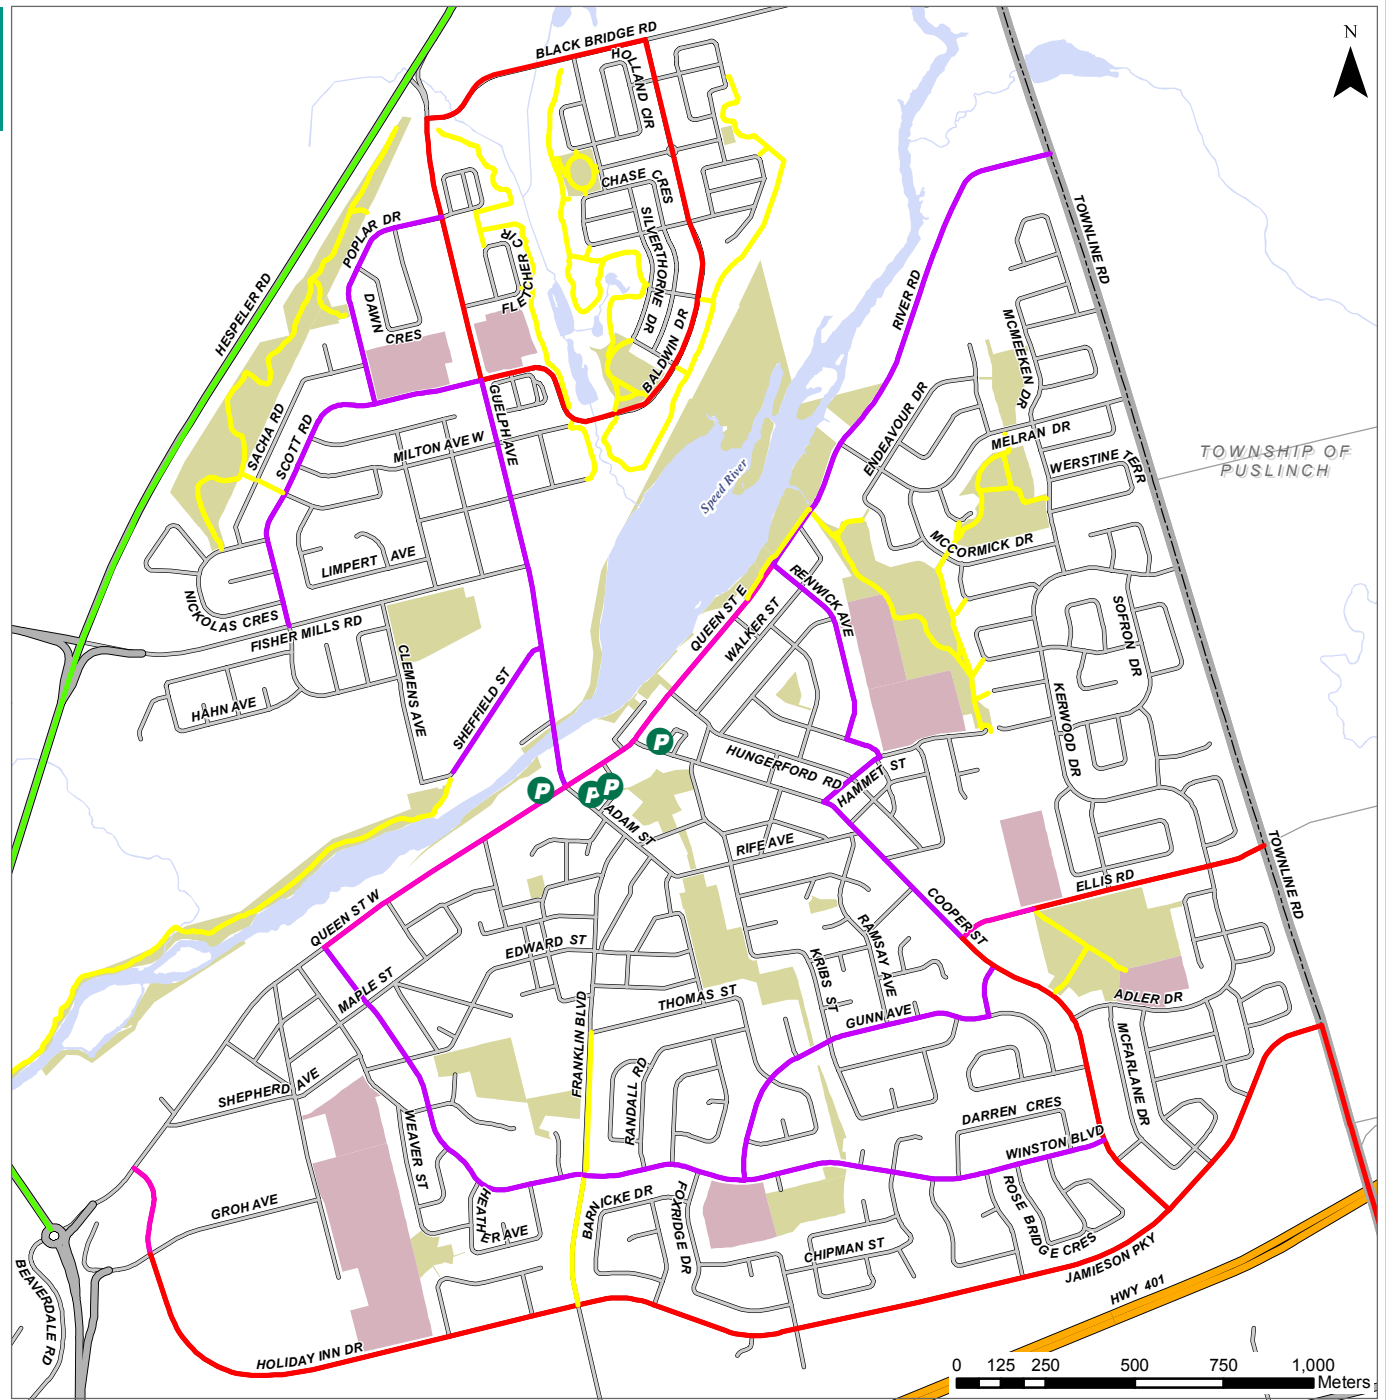 N
BLACK BRIDGE RD
HOLLAND CIR
CHASE CRES
POPLAR DR
SILVERTHORNE DR
FLETCHER CIR
TOWNLINE RD
HESPELER RD
DAWN CRES
RIVER RD
BALDWIN DR
MCMEEKEN DR
SACHA RD
SCOTT RD
GUELPH AVE
MILTON AVE W
ENDEAVOUR DR
MELRAN DR
WERSTINE TERR
TOWNSHIP OF
PUSLINCH
Speed River
MCCORMICK DR
LIMPERT AVE
NICKOLAS CRES
FISHER MILLS RD
RENWICK AVE
QUEEN ST E
WALKER ST
SOFRON DR
CLEMENS AVE
SHEFFIELD ST
HAHN AVE
KERWOOD DR
HUNGERFORD RD
HAMMET ST
P
P
P
P
ADAM ST
RIFE AVE
TOWNLINE RD
ELLIS RD
COOPER ST
QUEEN ST W
EDWARD ST
RAMSAY AVE
KRIBS ST
MAPLE ST
THOMAS ST
ADLER DR
GUNN AVE
FRANKLIN BLVD
MCFARLANE DR
SHEPHERD AVE
RANDALL RD
DARREN CRES
WEAVER ST
WINSTON BLVD
GROH AVE
HEATHER AVE
BARNICKE DR
FOXRIDGE DR
ROSE BRIDGE CRES
CHIPMAN ST
JAMIESON PKY
BEAVERDALE RD
HWY 401
HOLIDAY INN DR
0 125 250 500 750 1,000
Meters